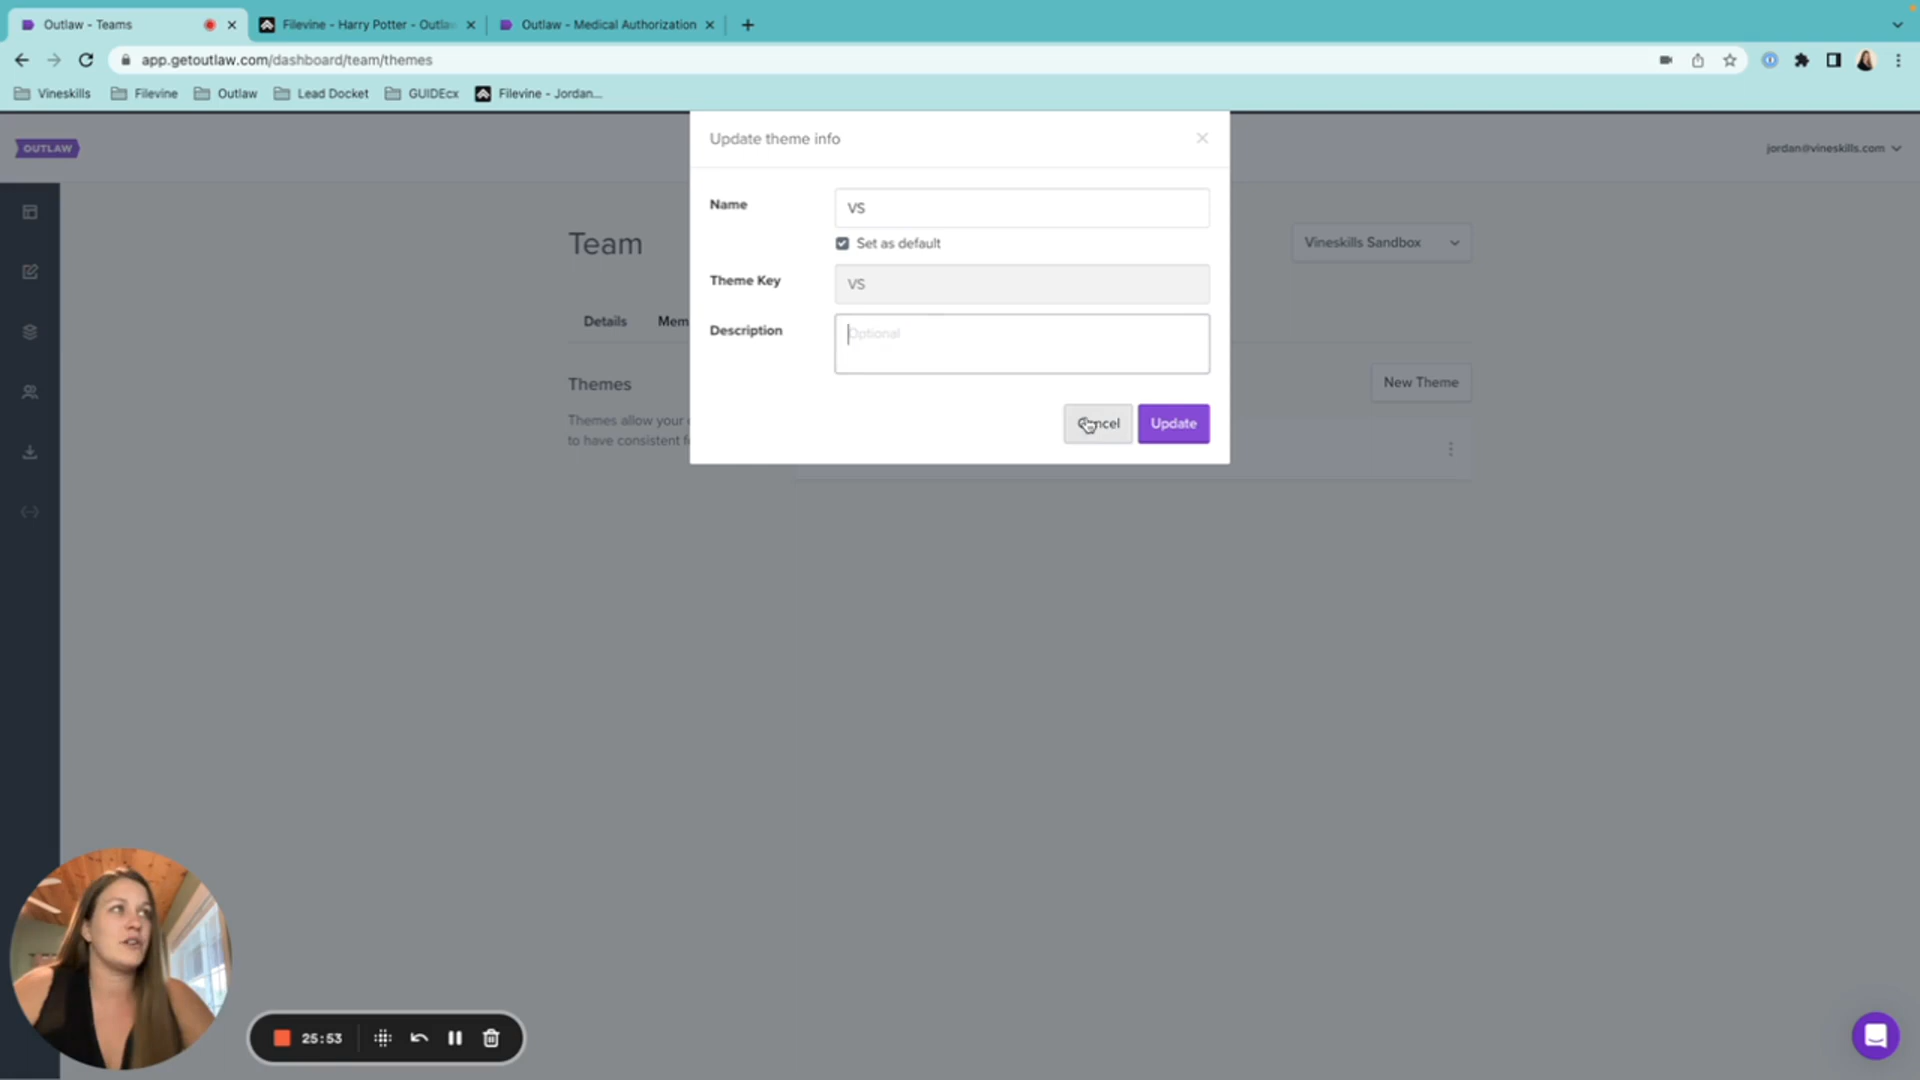 Outlaw - Teams
Filevine - Harry Potter - Outla
Outlaw - Medical Authorization
app.getoutlaw.com/dashboard/team/themes
Vineskills
Filevine
Outlaw
Lead Docket
GUIDEcx
Filevine - Jordan...
Update theme info
OUTLAW
jordan@vineskills.com
Name
VS
Set as default
Team
Vineskills Sandbox
Theme Key
VS
Details
Mem
Description
Optional
Themes
New Theme
Themes allow your
to have consistent f
Cancel
Update
25:53